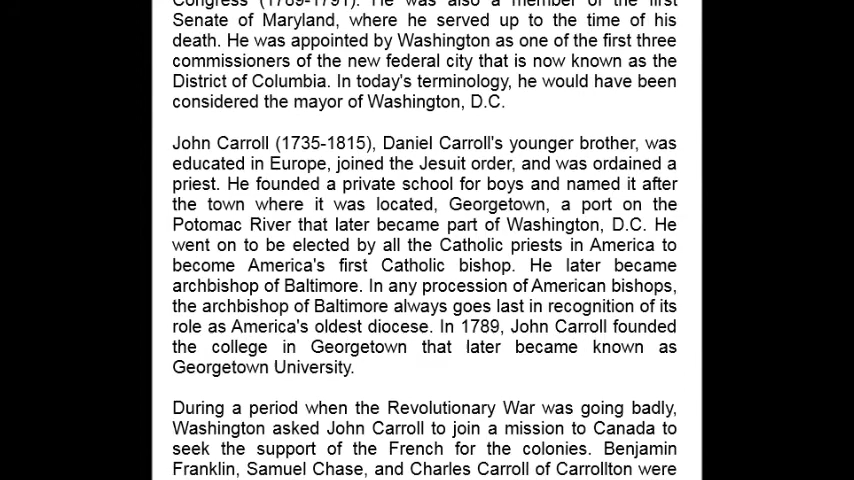 Congress (1789-1791). He was also a member of the first
Senate of Maryland, where he served up to the time of his
death. He was appointed by Washington as one of the first three
commissioners of the new federal city that is now known as the
District of Columbia. In today's terminology, he would have been
considered the mayor of Washington, D.C.
John Carroll (1735-1815), Daniel Carroll's younger brother, was
educated in Europe, joined the Jesuit order, and was ordained a
priest. He founded a private school for boys and named it after
the town where it was located, Georgetown, a port on the
Potomac River that later became part of Washington, D.C. He
went on to be elected by all the Catholic priests in America to
become America's first Catholic bishop. He later became
archbishop of Baltimore. In any procession of American bishops,
the archbishop of Baltimore always goes last in recognition of its
role as America's oldest diocese. In 1789, John Carroll founded
the college in Georgetown that later became known as
Georgetown University.
During a period when the Revolutionary War was going badly,
Washington asked John Carroll to join a mission to Canada to
seek the support of the French for the colonies. Benjamin
Franklin, Samuel Chase, and Charles Carroll of Carrollton were